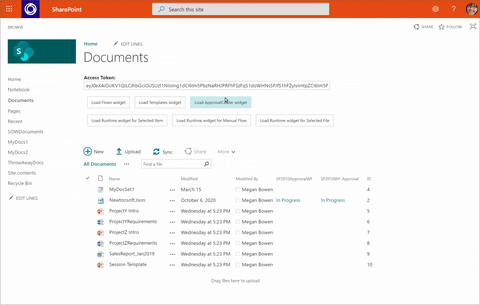 SharePoint
Search this site
?
BROWSE
SHARE
FOLLOW
Home
EDIT LINKS
Documents
Access Token:
Load Flows widget
Load Templates widget
Load ApprovalCenter widget
Load Runtime widget for Selected Item
Load Runtime widget for Manual Flow
Load Runtime widget for Selected File
Home
Notebook
Documents
Pages
Recent
SOWDocuments
MyDocs1
MyDocs2
ThrowAwayDocs
Site contents
Recycle Bin
EDIT LINKS
New
Upload
Sync
Share
More
All Documents
Find a file
Name
Modified
Modified By
SP2010ApprovalWF
SP2010WF-Approval
ID
MyDocSet1 ... March 15 Megan Bowen 4
Newtonsoft.Json ... October 6, 2020 Megan Bowen In Progress In Progress 2
ProjectY Intro ... Wednesday at 5:23 PM Megan Bowen 6
ProjectYRequirements ... Wednesday at 5:23 PM Megan Bowen 7
ProjectZ Intro ... Wednesday at 5:23 PM Megan Bowen 8
ProjectZRequirements ... Wednesday at 5:23 PM Megan Bowen 9
SalesReport_Jan2019 ... Wednesday at 5:23 PM Megan Bowen 5
Session Template ... Wednesday at 5:23 PM Megan Bowen 10
Drag files here to upload